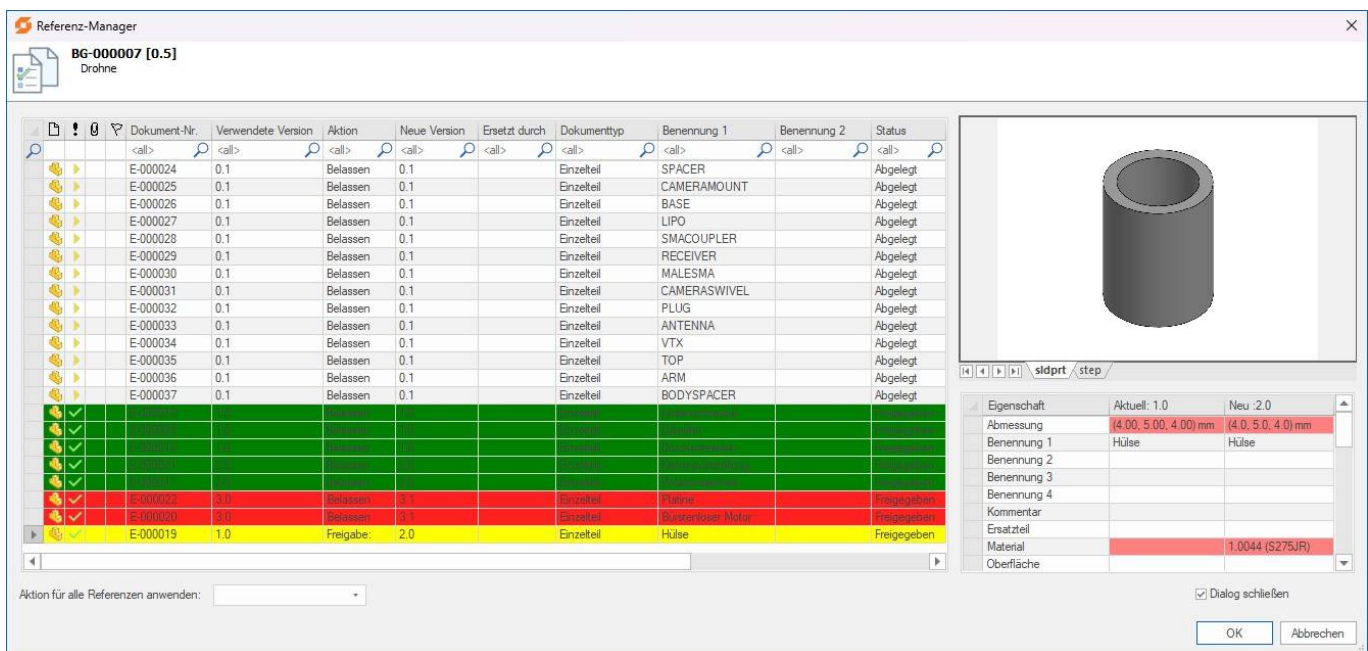 Referenz-Manager
BG-000007 [0.5]
Drohne
Dokument-Nr. Verwendete Version Aktion Neue Version Ersetzt durch Dokumenttyp Benennung 1 Benennung 2 Status
<all> <all> <all> <all> <all> <all> <all> <all> <all>
E-000024 0.1 Belassen 0.1 Einzelteil SPACER Abgelegt
E-000025 0.1 Belassen 0.1 Einzelteil CAMERAMOUNT Abgelegt
E-000026 0.1 Belassen 0.1 Einzelteil BASE Abgelegt
E-000027 0.1 Belassen 0.1 Einzelteil LIPO Abgelegt
E-000028 0.1 Belassen 0.1 Einzelteil SMACOUPLER Abgelegt
E-000029 0.1 Belassen 0.1 Einzelteil RECEIVER Abgelegt
E-000030 0.1 Belassen 0.1 Einzelteil MALESMA Abgelegt
E-000031 0.1 Belassen 0.1 Einzelteil CAMERASWIVEL Abgelegt
E-000032 0.1 Belassen 0.1 Einzelteil PLUG Abgelegt
E-000033 0.1 Belassen 0.1 Einzelteil ANTENNA Abgelegt
E-000034 0.1 Belassen 0.1 Einzelteil VTX Abgelegt
E-000035 0.1 Belassen 0.1 Einzelteil TOP Abgelegt
E-000036 0.1 Belassen 0.1 Einzelteil ARM Abgelegt
E-000037 0.1 Belassen 0.1 Einzelteil BODYSPACER Abgelegt
E-000022 3.0 Belassen 3.1 Einzelteil Platine Freigegeben
E-000020 3.0 Belassen 3.1 Einzelteil Bürstenloser Motor Freigegeben
E-000019 1.0 Freigabe: 2.0 Einzelteil Hülse Freigegeben
sldprt step
Eigenschaft Aktuell: 1.0 Neu :2.0
Abmessung (4.00, 5.00, 4.00) mm (4.0, 5.0, 4.0) mm
Benennung 1 Hülse Hülse
Benennung 2
Benennung 3
Benennung 4
Kommentar
Ersatzteil
Material 1.0044 (S275JR)
Oberfläche
Aktion für alle Referenzen anwenden:
Dialog schließen
OK Abbrechen